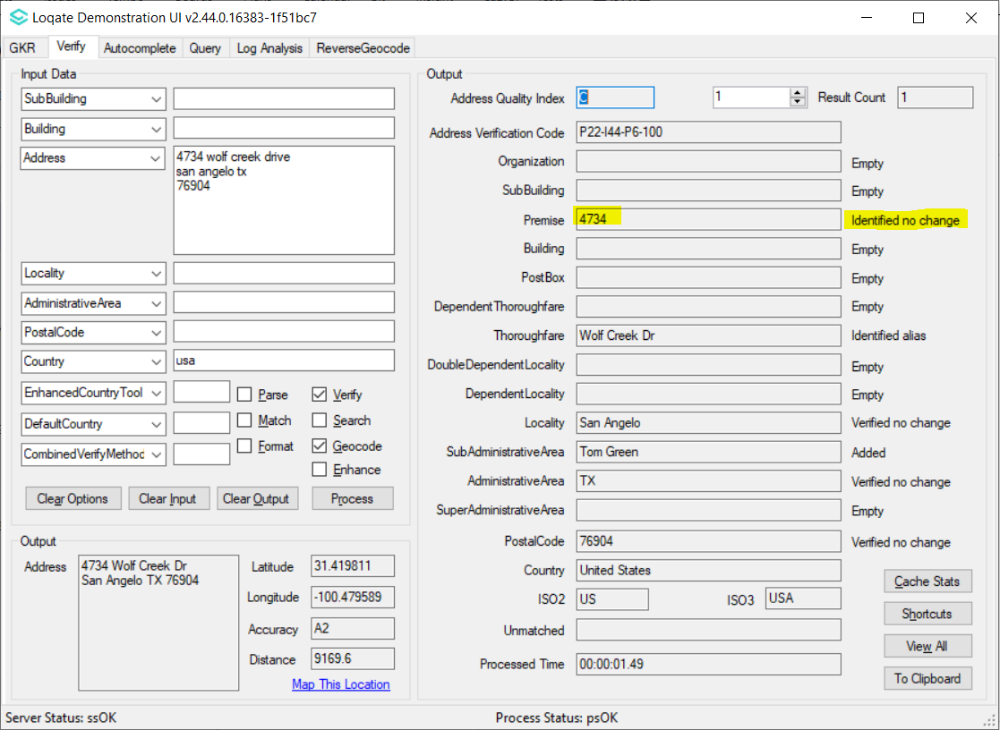 Loqate Demonstration UI v2.44.0.16383-1f51bc7
GKR Verify Autocomplete Query Log Analysis ReverseGeocode
Input Data
SubBuilding
Building
Address 4734 wolf creek drive
san angelo tx
76904
Locality
AdministrativeArea
PostalCode
Country usa
EnhancedCountryTool Parse Verify
DefaultCountry Match Search
CombinedVerifyMethod Format Geocode
Enhance
Clear Options Clear Input Clear Output Process
Output
Address 4734 Wolf Creek Dr
San Angelo TX 76904
Latitude 31.419811
Longitude -100.479589
Accuracy A2
Distance 9169.6
Map This Location
Output
Address Quality Index C 1 Result Count 1
Address Verification Code P22-I44-P6-100
Organization Empty
SubBuilding Empty
Premise 4734 Identified no change
Building Empty
PostBox Empty
DependentThoroughfare Empty
Thoroughfare Wolf Creek Dr Identified alias
DoubleDependentLocality Empty
DependentLocality Empty
Locality San Angelo Verified no change
SubAdministrativeArea Tom Green Added
AdministrativeArea TX Verified no change
SuperAdministrativeArea Empty
PostalCode 76904 Verified no change
Country United States
ISO2 US ISO3 USA
Unmatched
Processed Time 00:00:01.49
Cache Stats
Shortcuts
View All
To Clipboard
Server Status: ssOK Process Status: psOK